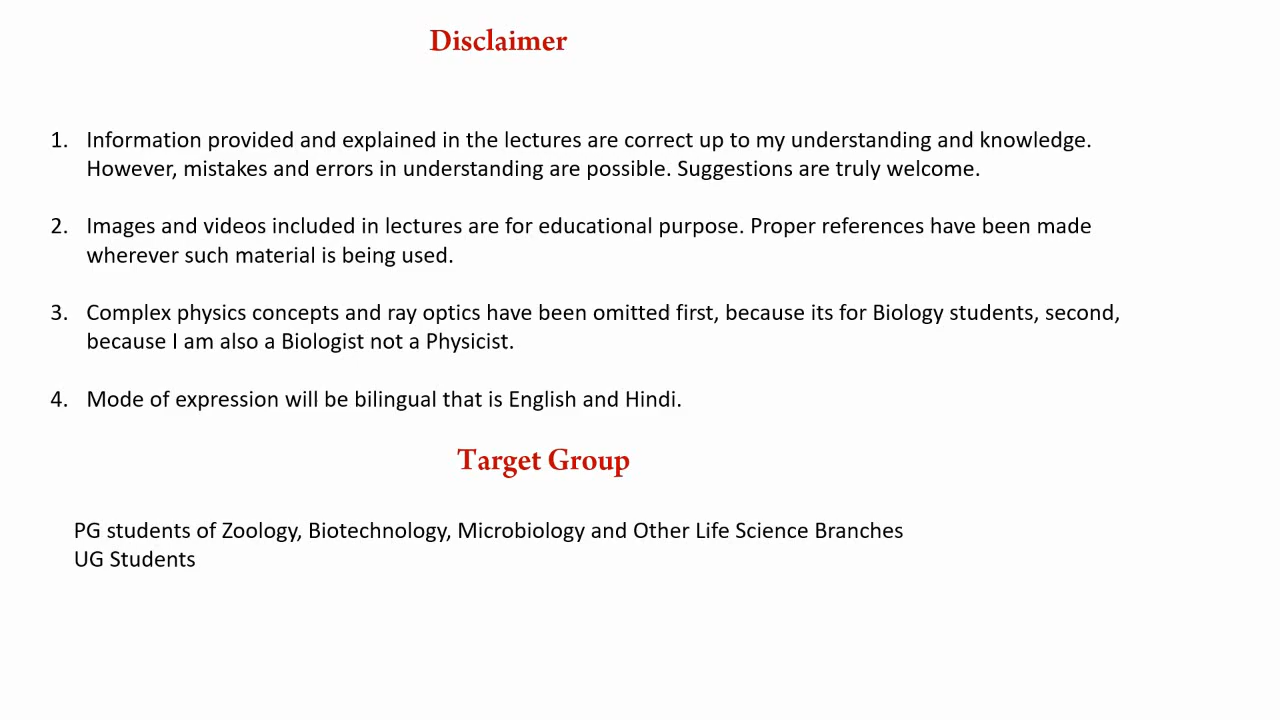 Disclaimer
1. Information provided and explained in the lectures are correct up to my understanding and knowledge.
However, mistakes and errors in understanding are possible. Suggestions are truly welcome.
2. Images and videos included in lectures are for educational purpose. Proper references have been made
wherever such material is being used.
3. Complex physics concepts and ray optics have been omitted first, because its for Biology students, second,
because I am also a Biologist not a Physicist.
4. Mode of expression will be bilingual that is English and Hindi.
Target Group
PG students of Zoology, Biotechnology, Microbiology and Other Life Science Branches
UG Students